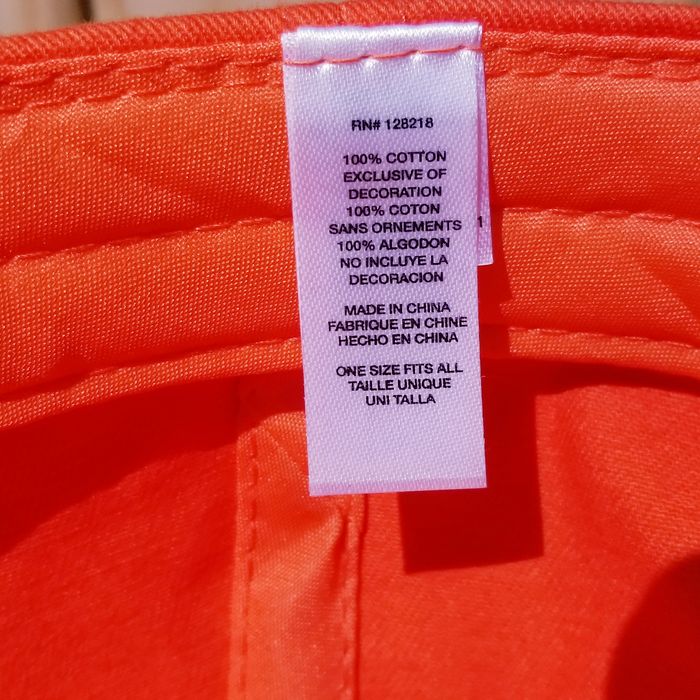 RN# 128218
100% COTTON
EXCLUSIVE OF
DECORATION
100% COTON
SANS ORNEMENTS
100% ALGODON
NO INCLUYE LA
DECORACION
MADE IN CHINA
FABRIQUE EN CHINE
HECHO EN CHINA
ONE SIZE FITS ALL
TAILLE UNIQUE
UNI TALLA
1